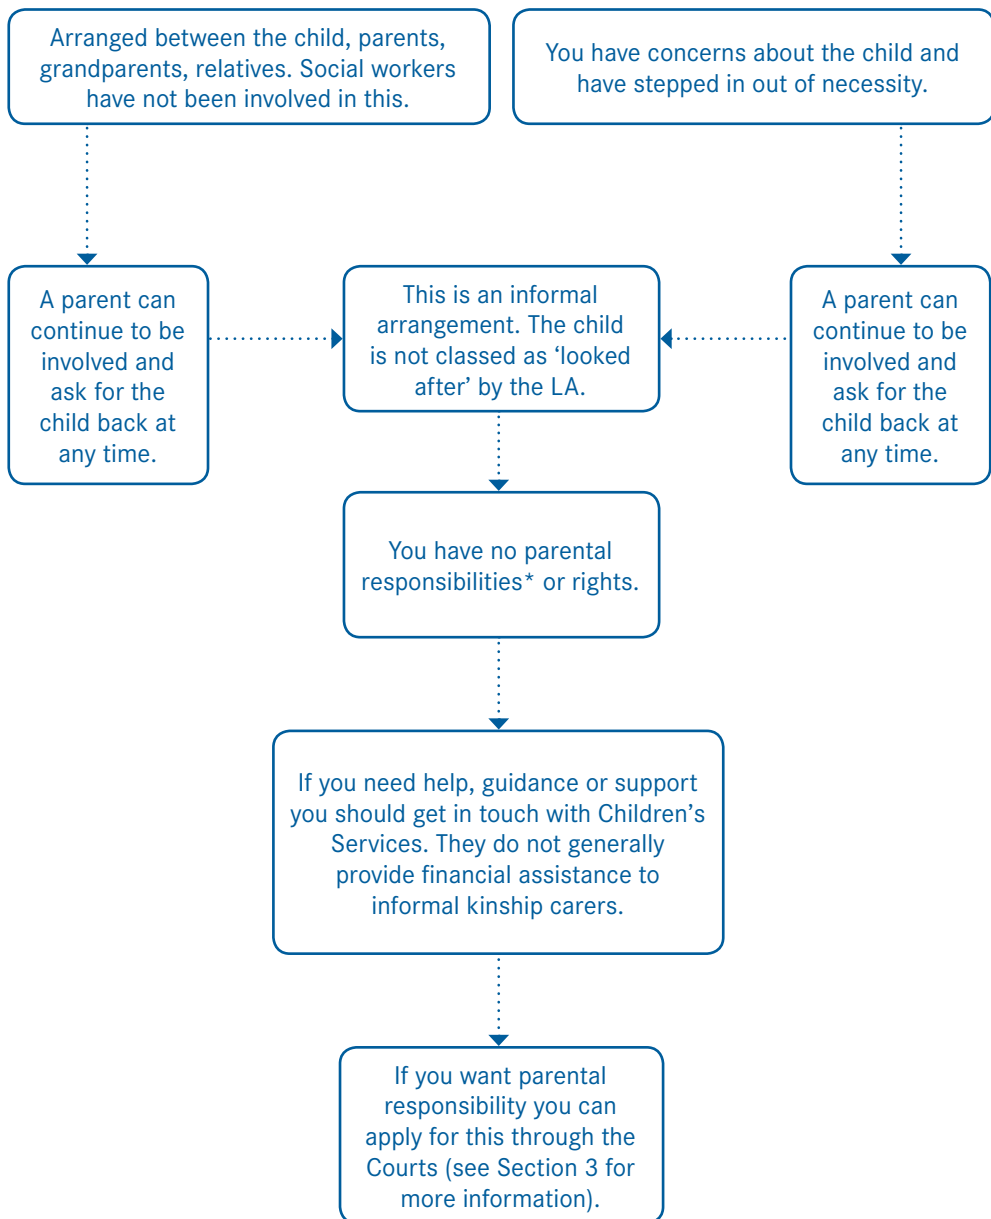 Arranged between the child, parents,
grandparents, relatives. Social workers
have not been involved in this.
You have concerns about the child and
have stepped in out of necessity.
A parent can
continue to be
involved and
ask for the
child back at
any time.
This is an informal
arrangement. The child
is not classed as ‘looked
after’ by the LA.
A parent can
continue to be
involved and
ask for the
child back at
any time.
You have no parental
responsibilities* or rights.
If you need help, guidance or support
you should get in touch with Children’s
Services. They do not generally
provide financial assistance to
informal kinship carers.
If you want parental
responsibility you can
apply for this through the
Courts (see Section 3 for
more information).